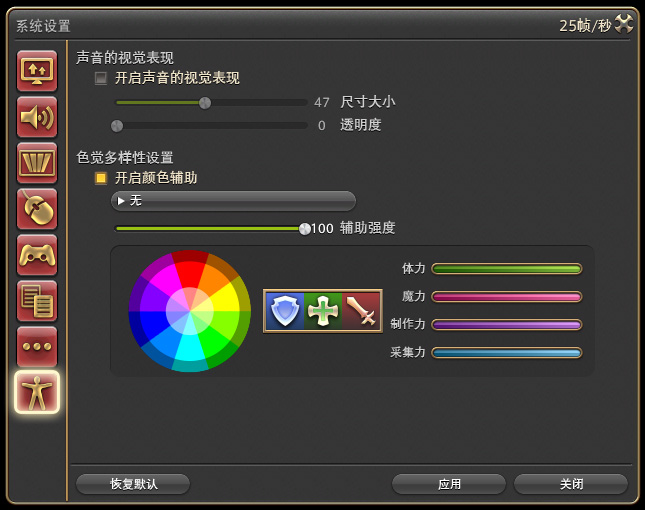 系统设置
25帧/秒
声音的视觉表现
开启声音的视觉表现
47 尺寸大小
0 透明度
色觉多样性设置
开启颜色辅助
无
100 辅助强度
体力
魔力
制作力
采集力
恢复默认
应用
关闭